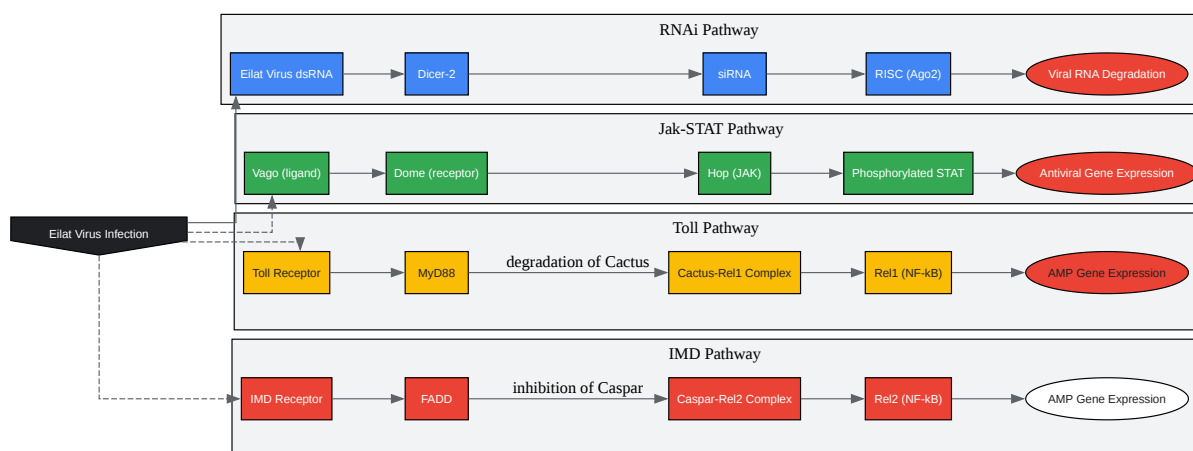 RNAi Pathway
Eilat Virus dsRNA
Dicer-2
siRNA
RISC (Ago2)
Viral RNA Degradation
Jak-STAT Pathway
Vago (ligand)
Dome (receptor)
Hop (JAK)
Phosphorylated STAT
Antiviral Gene Expression
Eilat Virus Infection
Toll Pathway
Toll Receptor
MyD88
degradation of Cactus
Cactus-Rel1 Complex
Rel1 (NF-kB)
AMP Gene Expression
IMD Pathway
IMD Receptor
FADD
inhibition of Caspar
Caspar-Rel2 Complex
Rel2 (NF-kB)
AMP Gene Expression